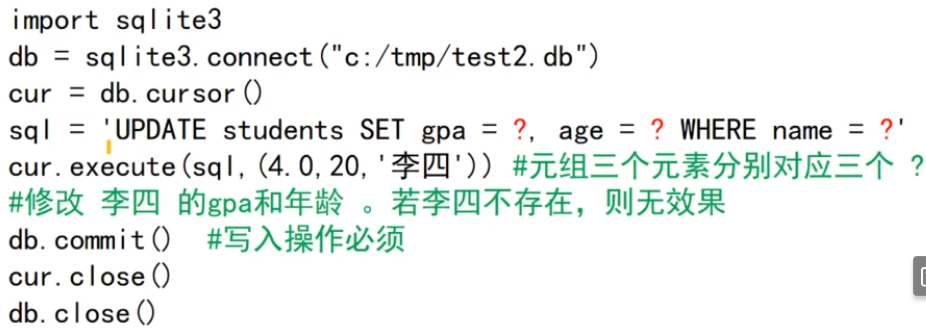 import sqlite3
db = sqlite3.connect("c:/tmp/test2.db")
cur = db.cursor()
sql = 'UPDATE students SET gpa = ?, age = ? WHERE name = ?'
cur.execute(sql,(4.0,20,'李四')) #元组三个元素分别对应三个 ?
#修改 李四 的gpa和年龄 。若李四不存在，则无效果
db.commit() #写入操作必须
cur.close()
db.close()